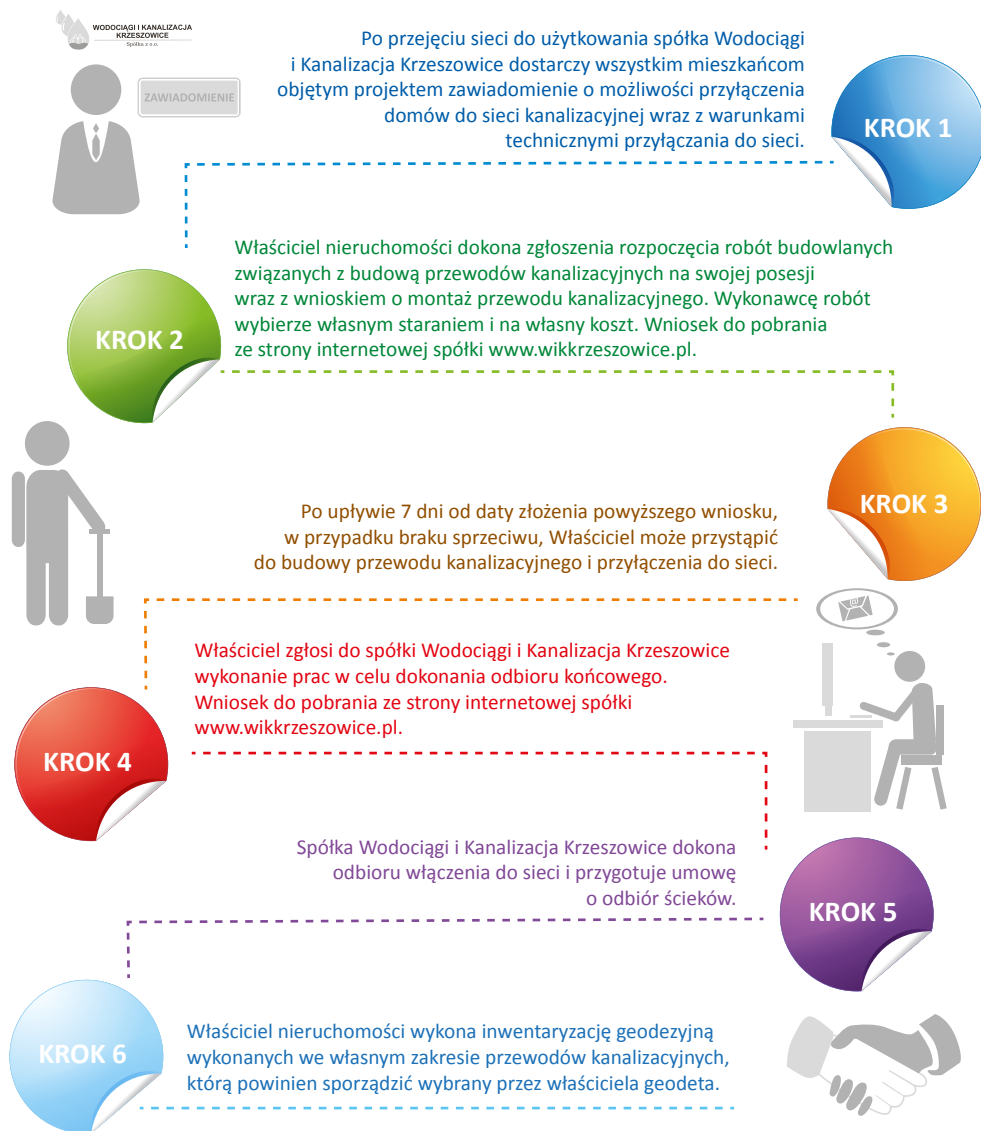 WODOCIĄGI I KANALIZACJA
KRZESZOWICE
Spółka z o.o.
ZAWIADOMIENIE
Po przejęciu sieci do użytkowania spółka Wodociągi
i Kanalizacja Krzeszowice dostarczy wszystkim mieszkańcom
objętym projektem zawiadomienie o możliwości przyłączenia
domów do sieci kanalizacyjnej wraz z warunkami
technicznymi przyłączania do sieci.
KROK 1
Właściciel nieruchomości dokona zgłoszenia rozpoczęcia robót budowlanych
związanych z budową przewodów kanalizacyjnych na swojej posesji
wraz z wnioskiem o montaż przewodu kanalizacyjnego. Wykonawcę robót
wybierze własnym staraniem i na własny koszt. Wniosek do pobrania
ze strony internetowej spółki www.wikkrzeszowice.pl.
KROK 2
Po upływie 7 dni od daty złożenia powyższego wniosku,
w przypadku braku sprzeciwu, Właściciel może przystąpić
do budowy przewodu kanalizacyjnego i przyłączenia do sieci.
KROK 3
@
Właściciel zgłosi do spółki Wodociągi i Kanalizacja Krzeszowice
wykonanie prac w celu dokonania odbioru końcowego.
Wniosek do pobrania ze strony internetowej spółki
www.wikkrzeszowice.pl.
KROK 4
Spółka Wodociągi i Kanalizacja Krzeszowice dokona
odbioru włączenia do sieci i przygotuje umowę
o odbiór ścieków.
KROK 5
Właściciel nieruchomości wykona inwentaryzację geodezyjną
wykonanych we własnym zakresie przewodów kanalizacyjnych,
którą powinien sporządzić wybrany przez właściciela geodeta.
KROK 6